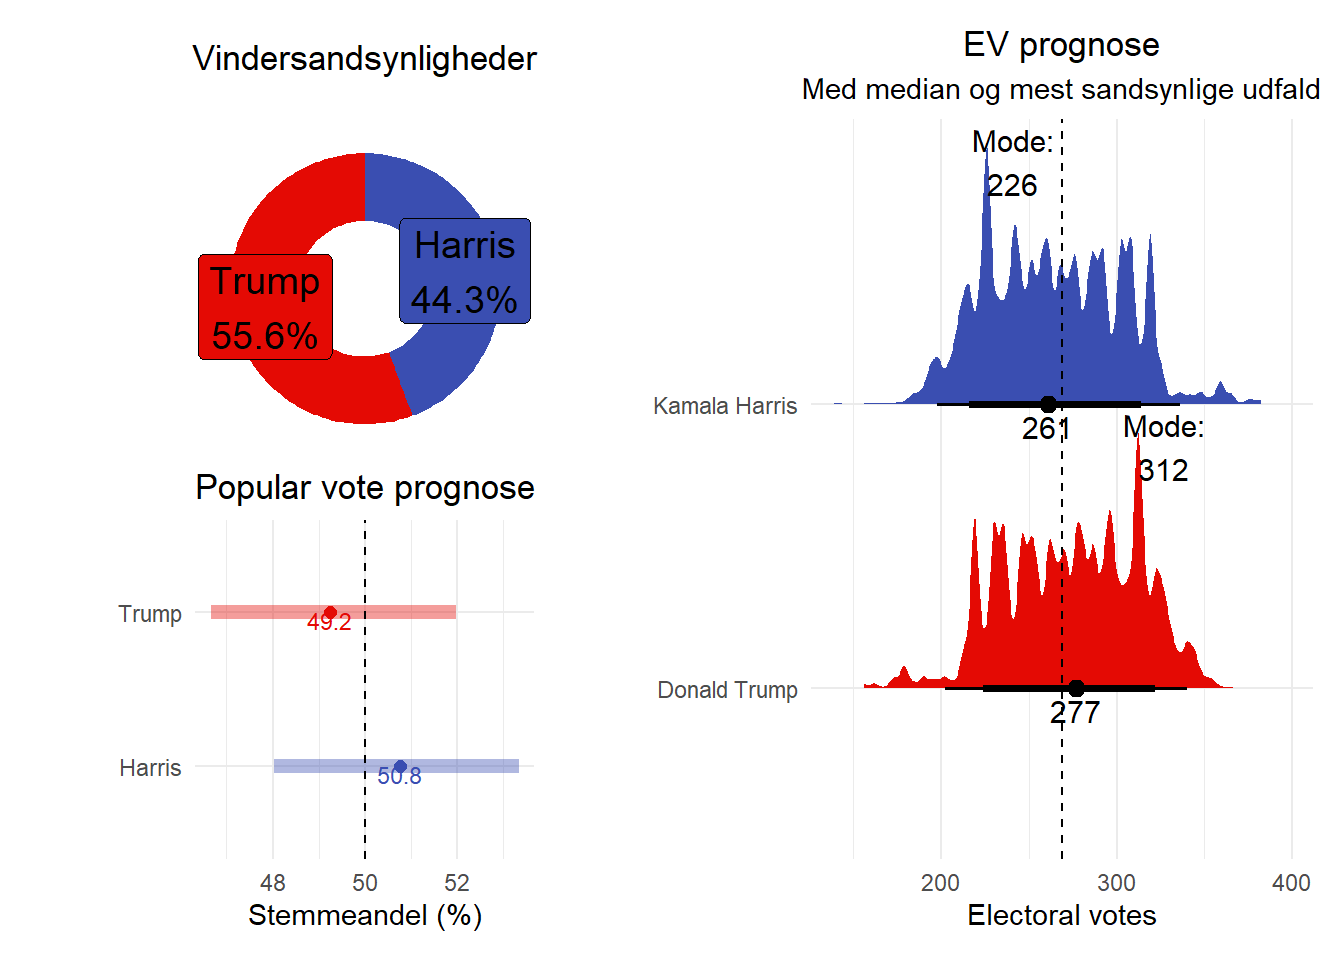 Vindersandsynligheder
Harris
44.3%
Trump
55.6%
Popular vote prognose
Trump
49.2
Harris
50.8
48 50 52
Stemmeandel (%)
EV prognose
Med median og mest sandsynlige udfald
Mode:
226
Kamala Harris
261
Mode:
312
Donald Trump
277
200 300 400
Electoral votes